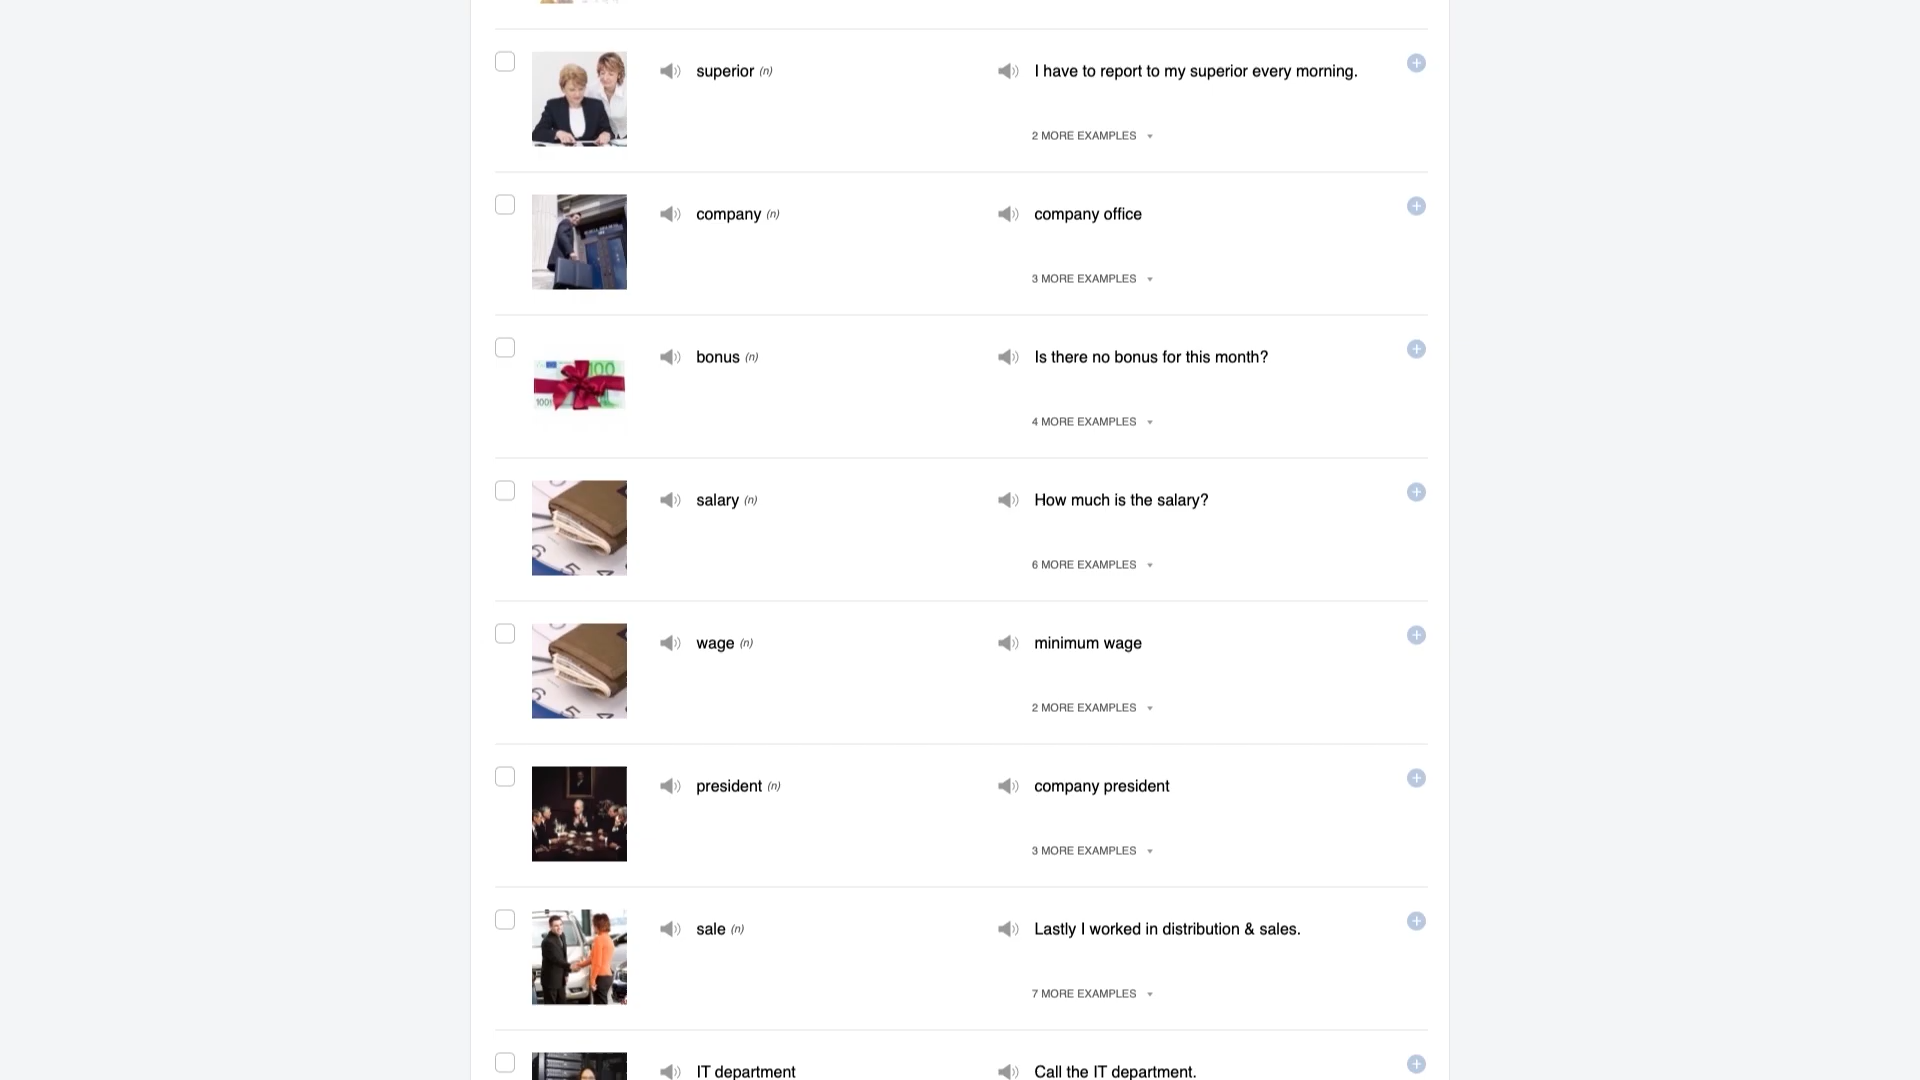 superior (n)
I have to report to my superior every morning.
2 MORE EXAMPLES
company (n)
company office
3 MORE EXAMPLES
bonus (n)
Is there no bonus for this month?
4 MORE EXAMPLES
salary (n)
How much is the salary?
6 MORE EXAMPLES
wage (n)
minimum wage
2 MORE EXAMPLES
president (n)
company president
3 MORE EXAMPLES
sale (n)
Lastly I worked in distribution & sales.
7 MORE EXAMPLES
IT department
Call the IT department.